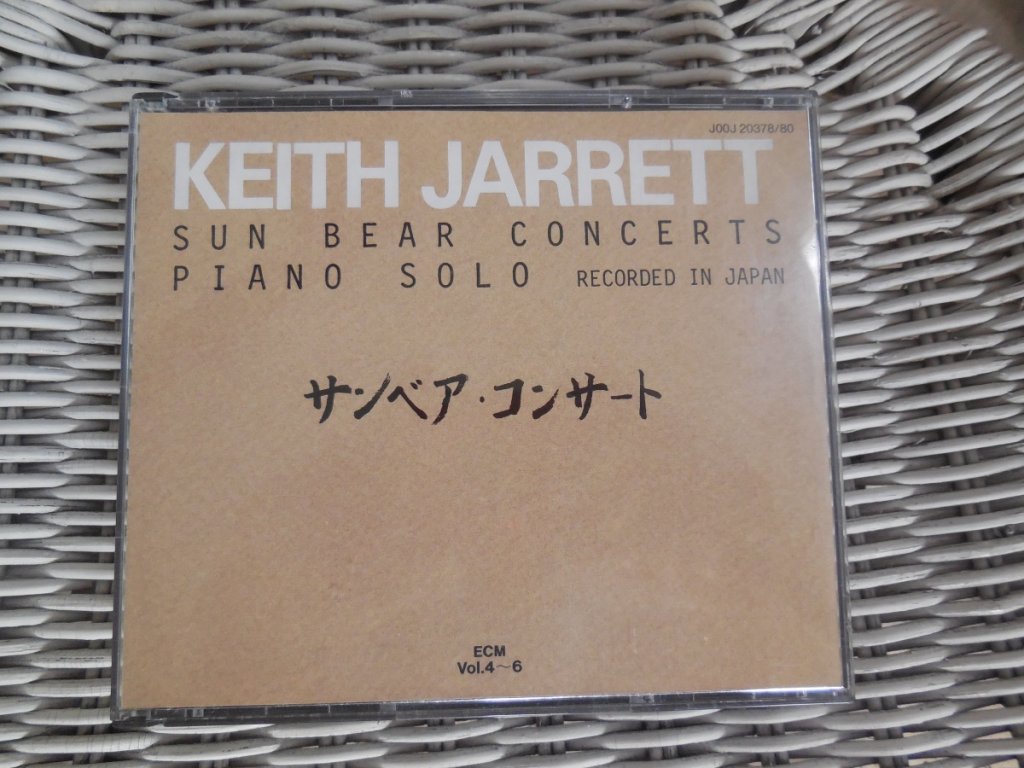 J00J 20378/80
KEITH JARRETT
SUN BEAR CONCERTS
PIANO SOLO RECORDED IN JAPAN
サンベア・コンサート
ECM
Vol.4～6